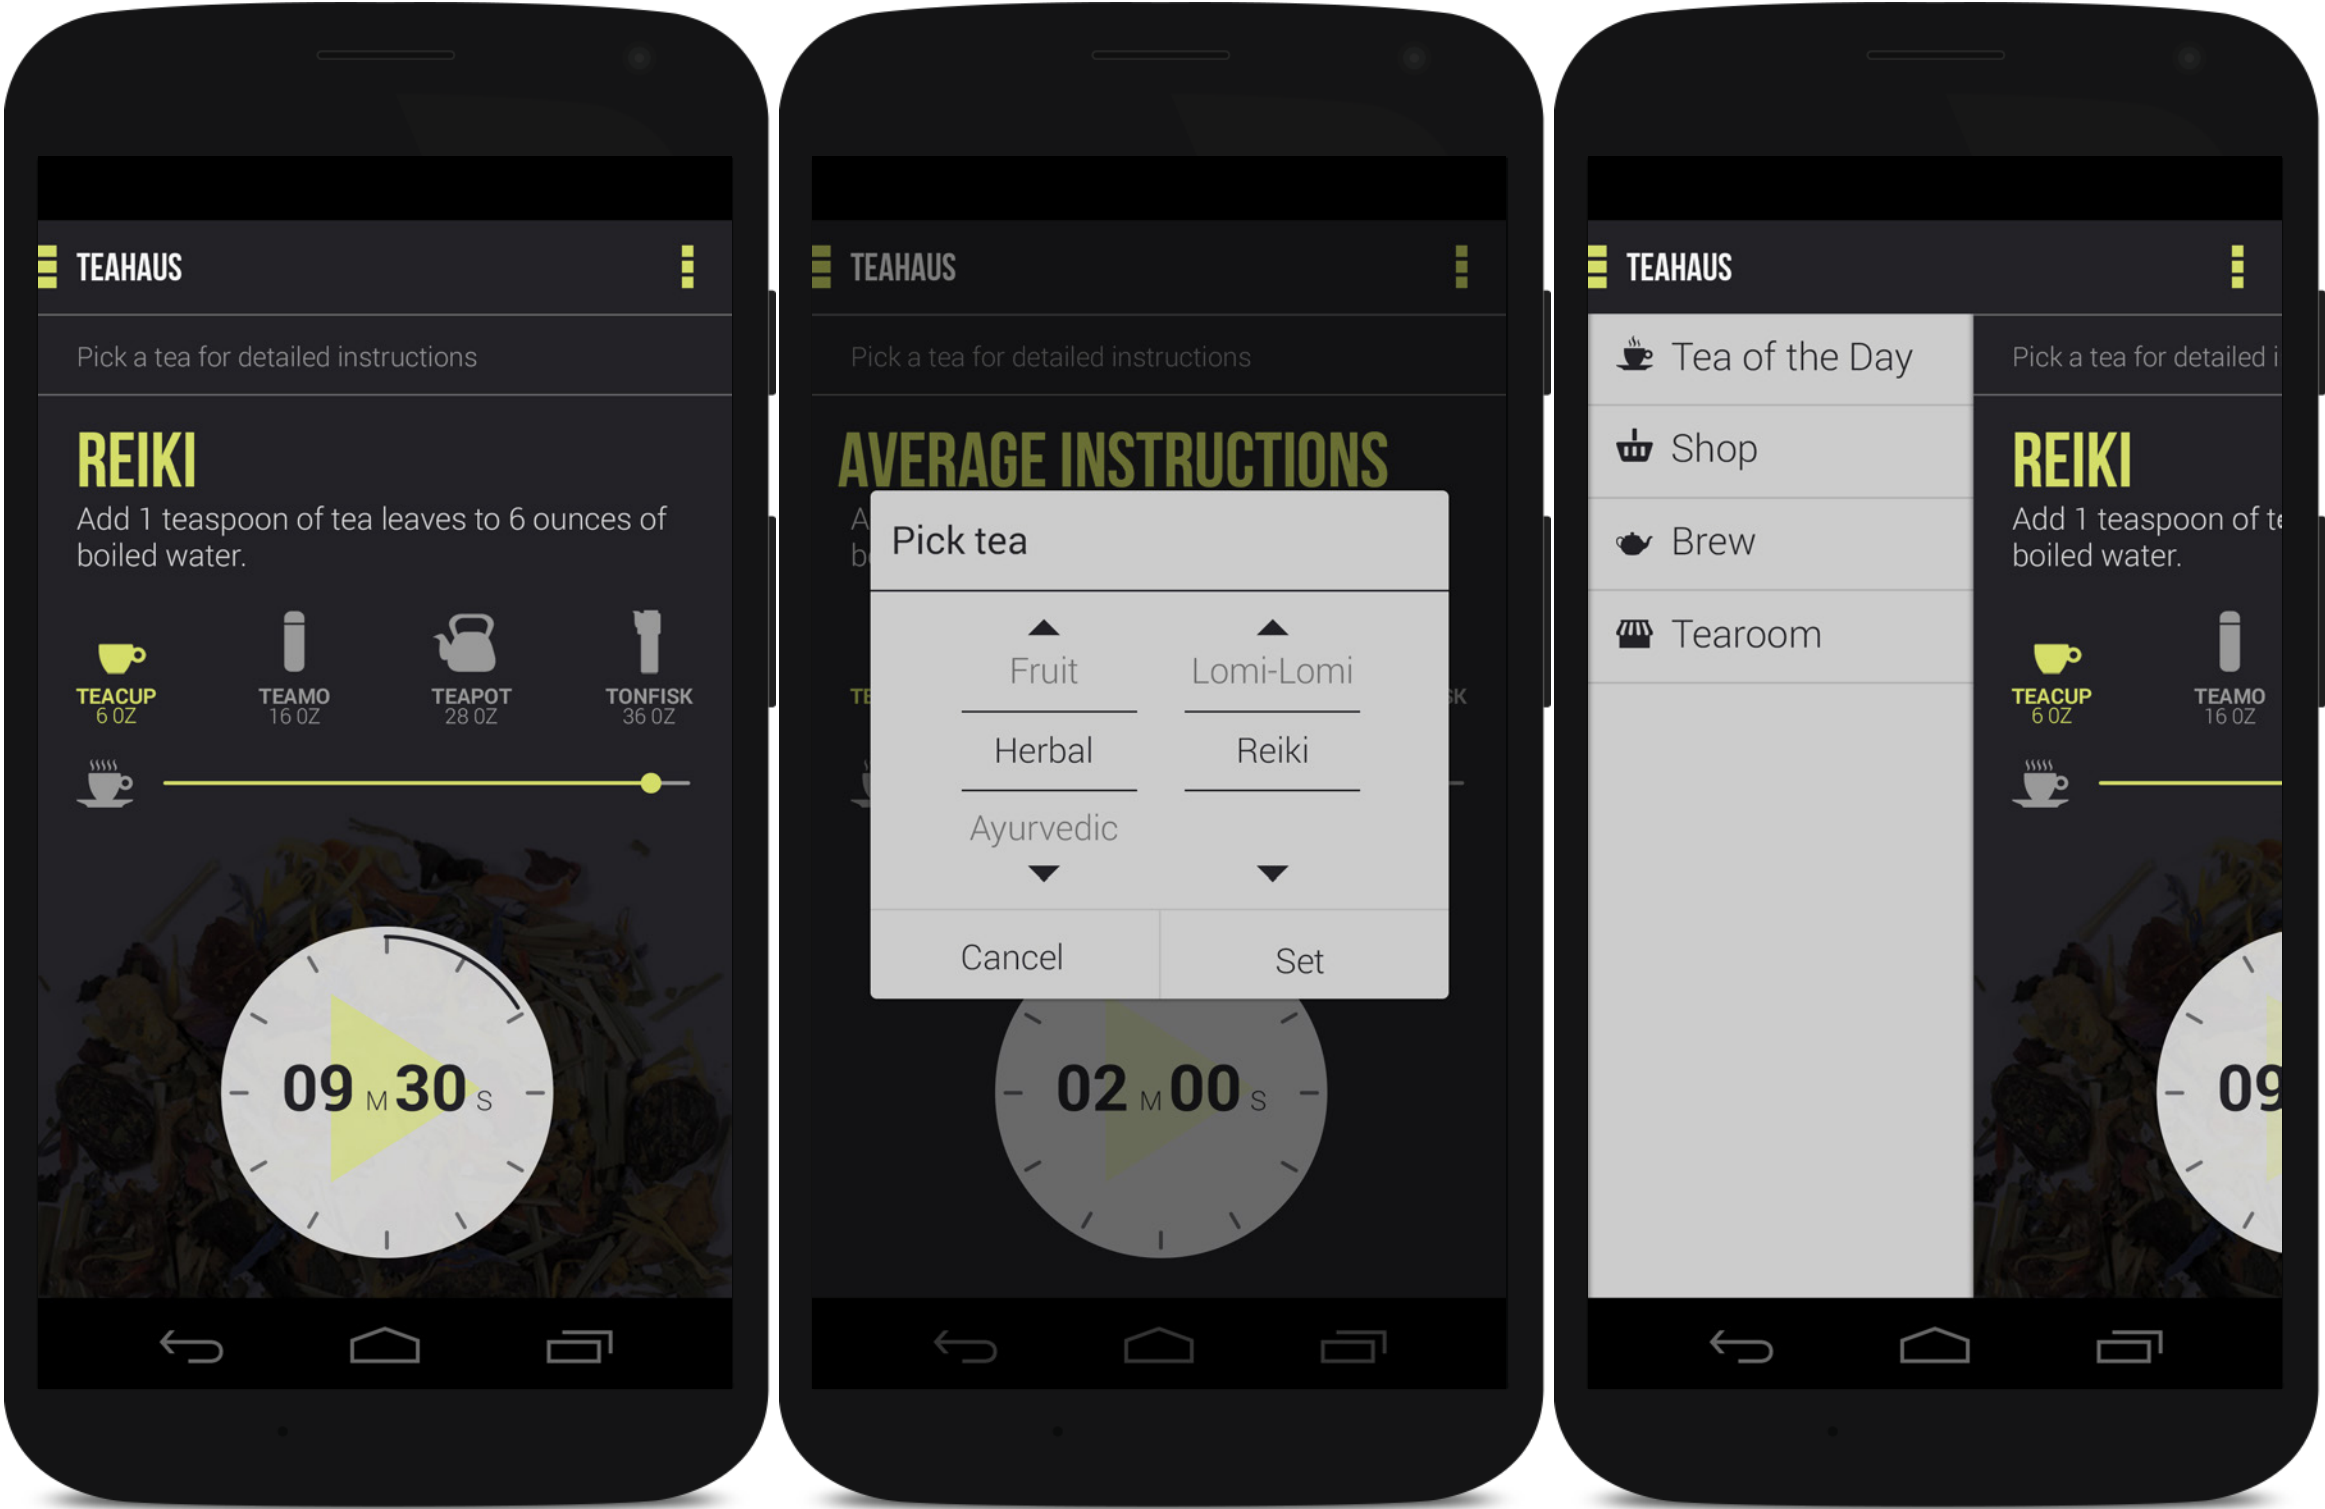 TEAHAUS
Pick a tea for detailed instructions
REIKI
Add 1 teaspoon of tea leaves to 6 ounces of
boiled water.
TEACUP TEAMO TEAPOT TONFISK
6 OZ 16 OZ 28 OZ 36 OZ
09 M 30 S
TEAHAUS
Pick a tea for detailed instructions
AVERAGE INSTRUCTIONS
A
b
Pick tea
Fruit Lomi-Lomi
TE SK
Herbal Reiki
Ayurvedic
Cancel Set
02 M 00 S
TEAHAUS
Tea of the Day
Shop
Brew
Tearoom
Pick a tea for detailed i
REIKI
Add 1 teaspoon of te
boiled water.
TEACUP TEAMO
6 OZ 16 OZ
09